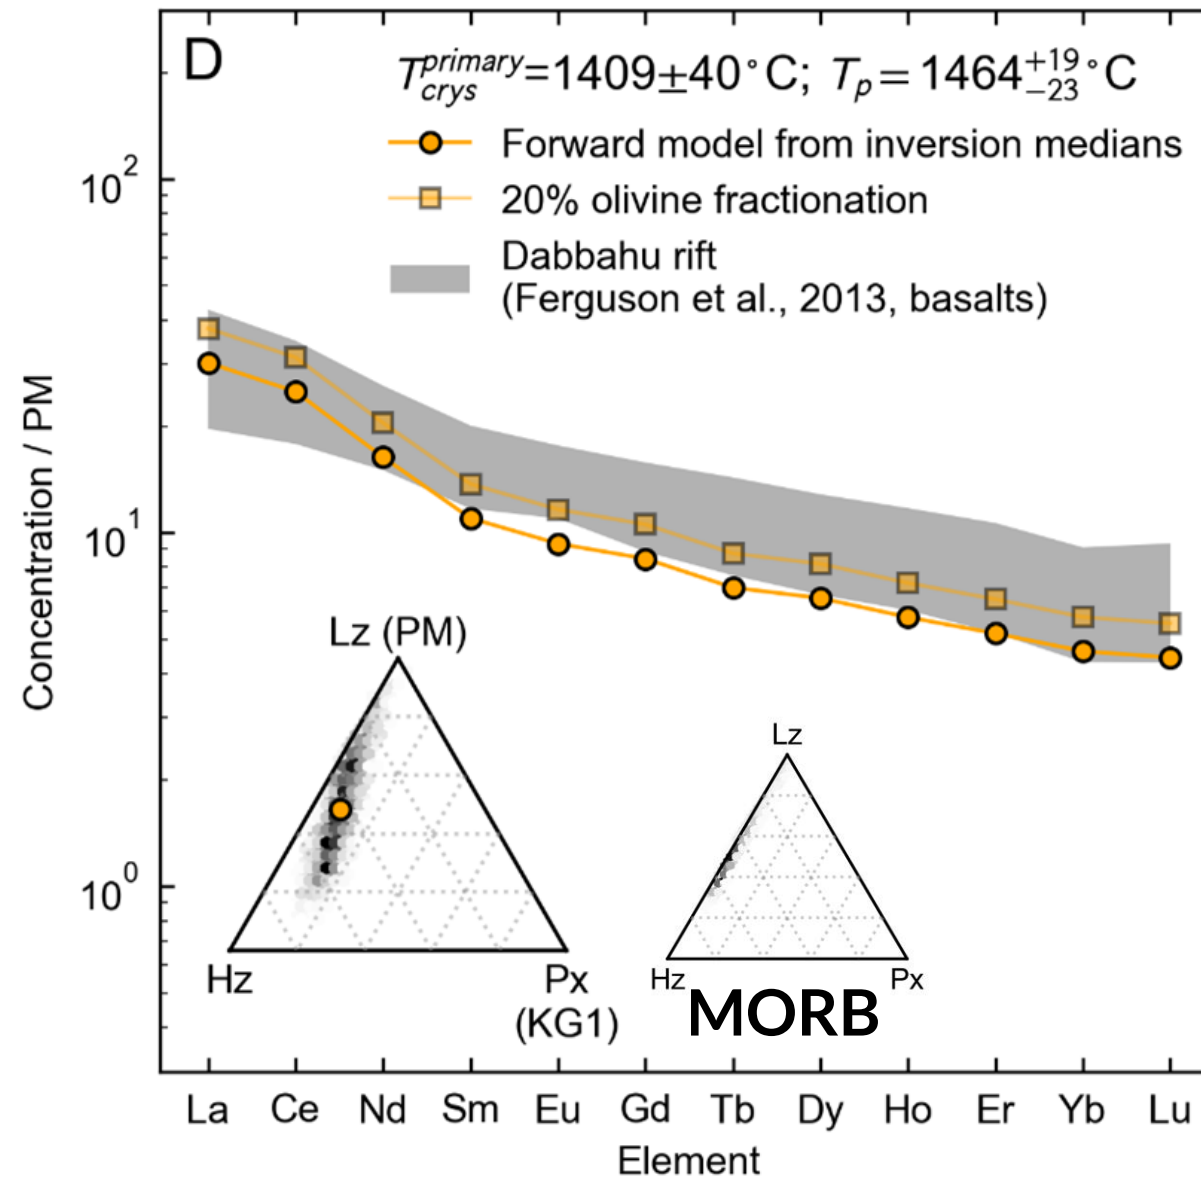 D
T_crys^primary=1409±40°C; T_p=1464^+19_-23°C
Forward model from inversion medians
20% olivine fractionation
Dabbahu rift
(Ferguson et al., 2013, basalts)
Concentration / PM
10^2
10^1
10^0
Lz (PM)
Hz
Px
(KG1)
Lz
Hz
Px
MORB
La Ce Nd Sm Eu Gd Tb Dy Ho Er Yb Lu
Element